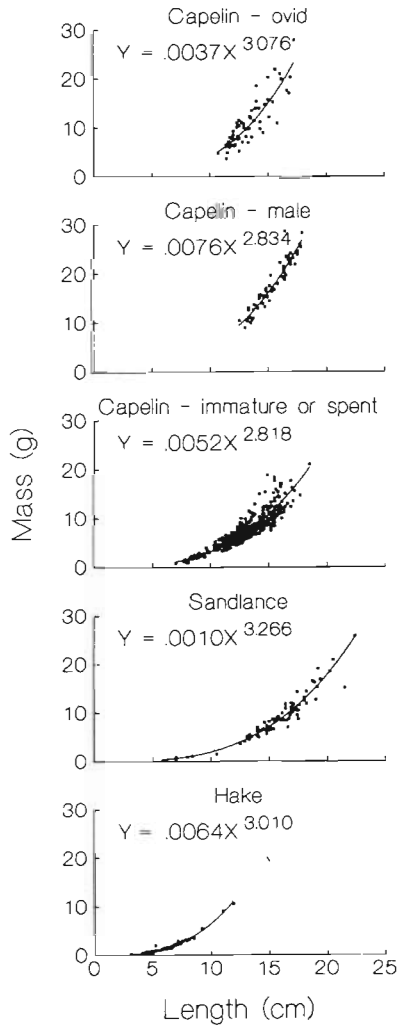 Capelin - ovid
Y = .0037X 3.076
30
20
10
0
Capelin - male
Y = .0076X 2.834
30
20
10
0
Capelin - immature or spent
Y = .0052X 2.818
30
20
10
0
Sandlance
Y = .0010X 3.266
30
20
10
0
Hake
Y = .0064X 3.010
30
20
10
0
0 5 10 15 20 25
Mass (g)
Length (cm)